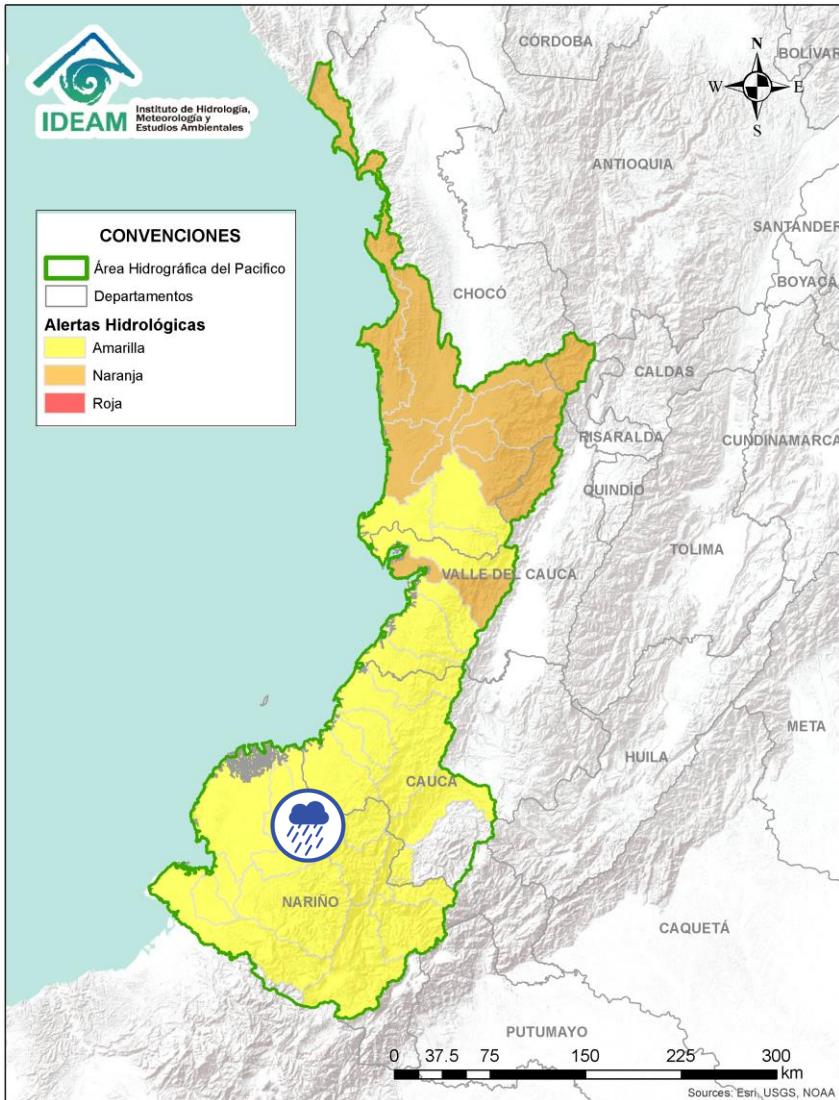 IDEAM
Instituto de Hidrología,
Meteorología y
Estudios Ambientales
CÓRDOBA
BOLÍVAR
N
W
E
S
ANTIOQUIA
SANTANDER
BOYACÁ
CONVENCIONES
Área Hidrográfica del Pacifico
Departamentos
Alertas Hidrológicas
Amarilla
Naranja
Roja
CHOCÓ
CALDAS
RISARALDA
CUNDINAMARCA
QUINDÍO
TOLIMA
VALLE DEL CAUCA
META
HUILA
CAUCA
NARIÑO
CAQUETÁ
PUTUMAYO
0 37.5 75 150 225 300
km
Sources: Esri, USGS, NOAA